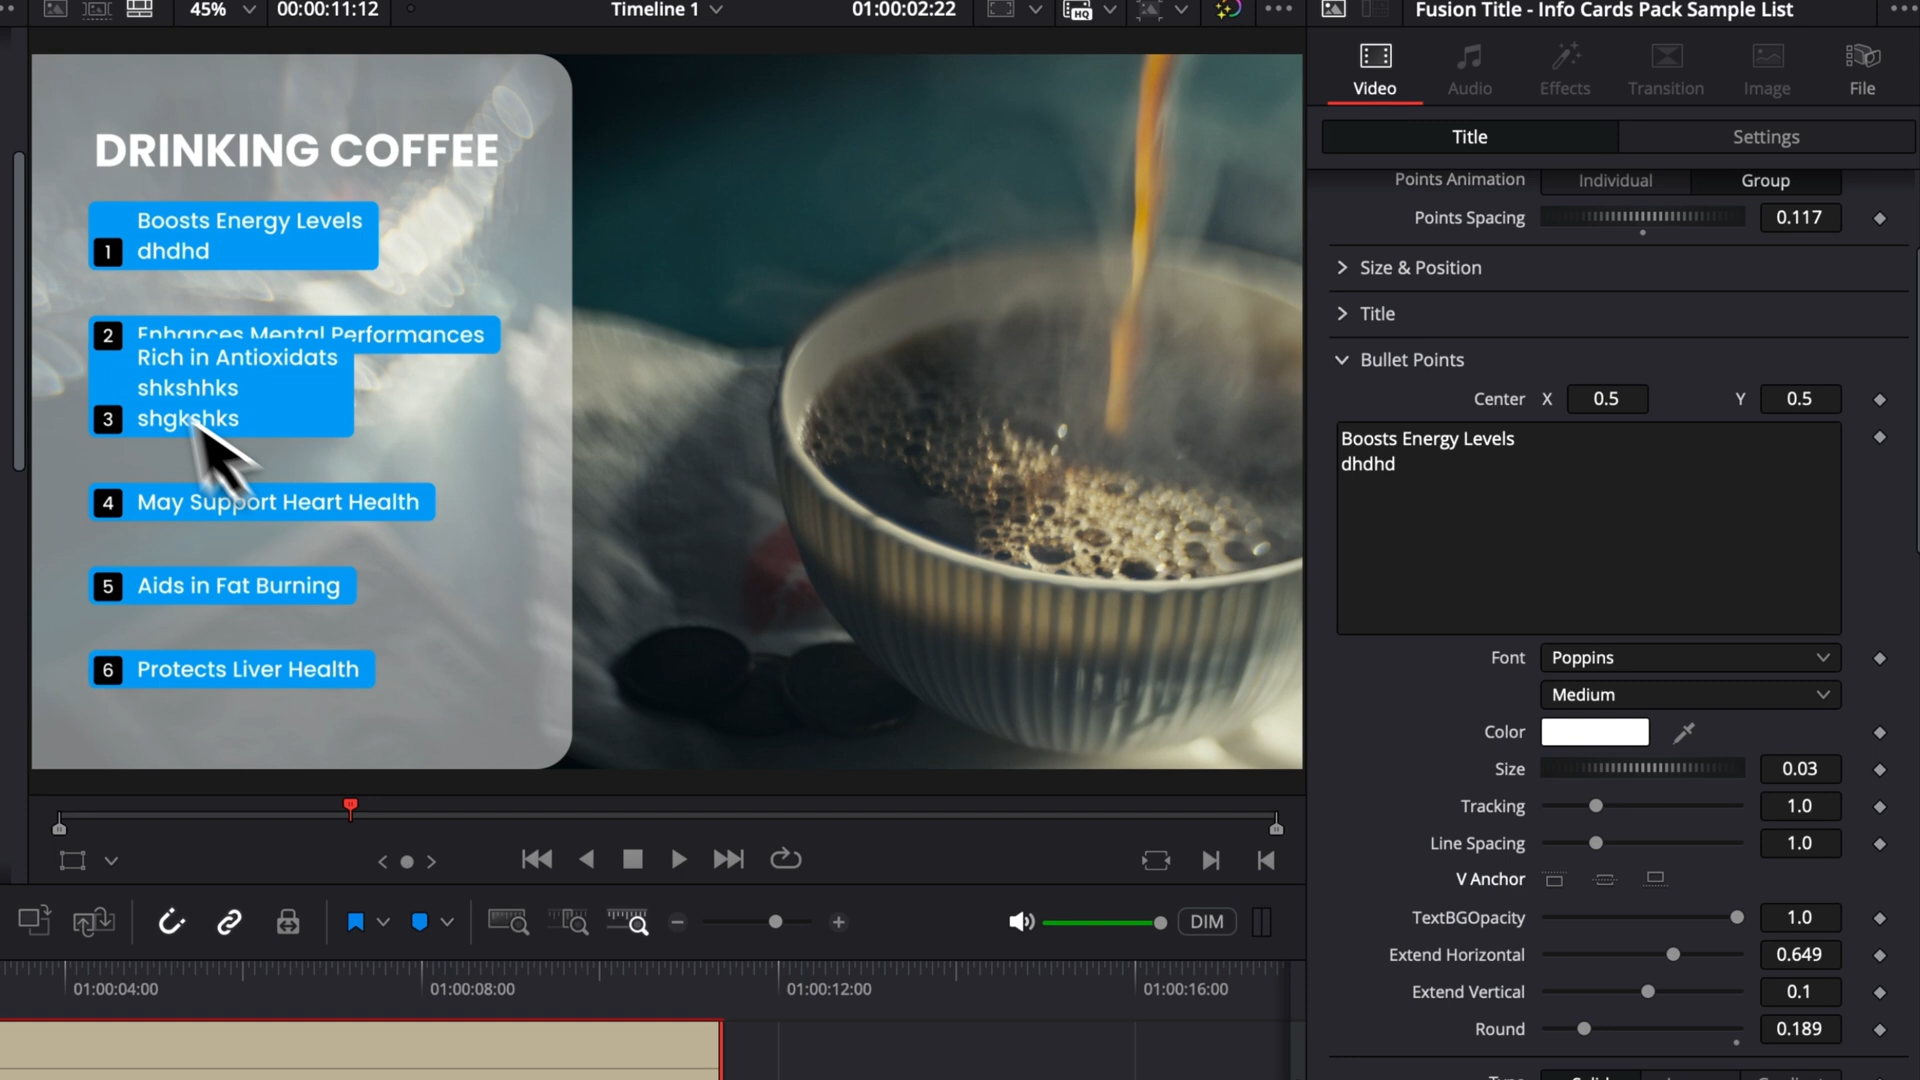 45%
00:00:11:12
Timeline 1
01:00:02:22
HQ
Fusion Title - Info Cards Pack Sample List
Video
Audio
Effects
Transition
Image
File
Title
Settings
Points Animation
Individual
Group
Points Spacing
0.117
Size & Position
Title
Bullet Points
Center X 0.5 Y 0.5
Boosts Energy Levels
dhdhd
Font
Poppins
Medium
Color
Size
0.03
Tracking
1.0
Line Spacing
1.0
V Anchor
TextBGOpacity
1.0
Extend Horizontal
0.649
Extend Vertical
0.1
Round
0.189
DRINKING COFFEE
Boosts Energy Levels
1 dhdhd
2 Enhances Mental Performances
Rich in Antioxidats
shkshhks
3 shgkshks
4 May Support Heart Health
5 Aids in Fat Burning
6 Protects Liver Health
DIM
01:00:04:00
01:00:08:00
01:00:12:00
01:00:16:00